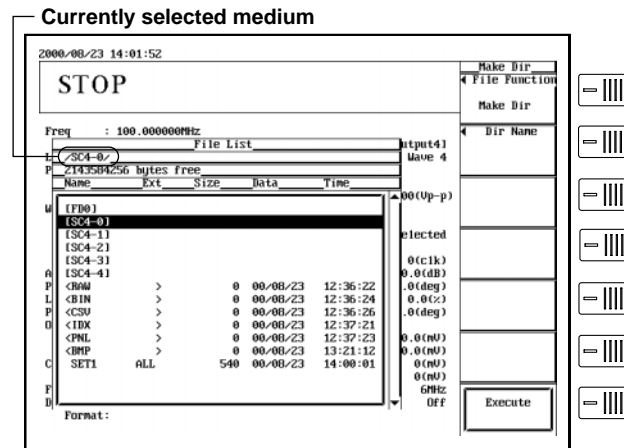 Currently selected medium
2000/08/23 14:01:52
STOP
Make Dir
File Function
Make Dir
Dir Name
Freq : 100.000000MHz
File List
utput4]
L /SC4-0/ Wave 4
P 2143584256 bytes free
Name Ext Size Data Time
00(Vp-p)
W [FD0]
[SC4-0]
[SC4-1] elected
[SC4-2]
[SC4-3] 0(clk)
A [SC4-4] 0.0(dB)
P <RAW > 0 00/08/23 12:36:22 .0(deg)
L <BIN > 0 00/08/23 12:36:24 0.0(%)
P <CSV > 0 00/08/23 12:36:26 .0(deg)
O <IDX > 0 00/08/23 12:37:21
<PNL > 0 00/08/23 12:37:23 0.0(mV)
<BMP > 0 00/08/23 13:21:12 0.0(mV)
C SET1 ALL 540 00/08/23 14:00:01 0(mV)
0(mV)
F 6MHz
D Off
Execute
Format: